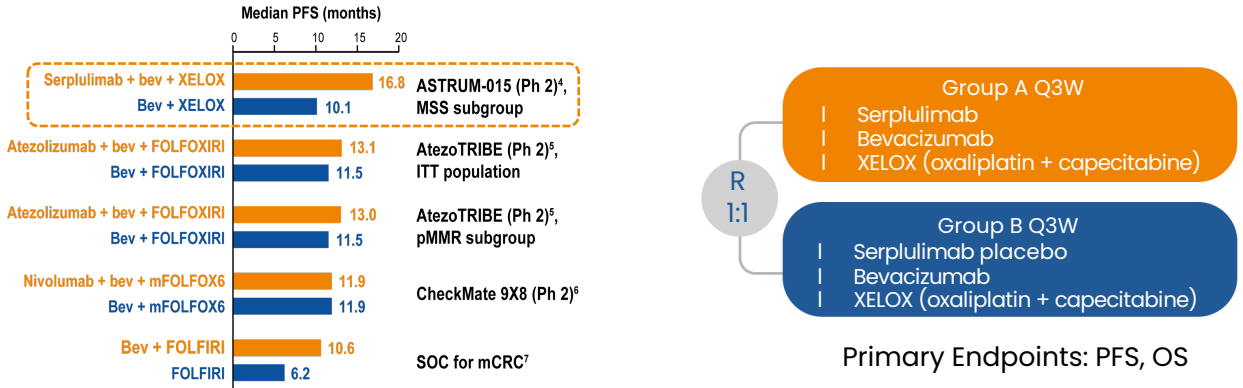 Median PFS (months)
0 5 10 15 20
Serplulimab + bev + XELOX 16.8
Bev + XELOX 10.1
ASTRUM-015 (Ph 2)⁴,
MSS subgroup
Atezolizumab + bev + FOLFOXIRI 13.1
Bev + FOLFOXIRI 11.5
AtezoTRIBE (Ph 2)⁵,
ITT population
Atezolizumab + bev + FOLFOXIRI 13.0
Bev + FOLFOXIRI 11.5
AtezoTRIBE (Ph 2)⁵,
pMMR subgroup
Nivolumab + bev + mFOLFOX6 11.9
Bev + mFOLFOX6 11.9
CheckMate 9X8 (Ph 2)⁶
Bev + FOLFIRI 10.6
FOLFIRI 6.2
SOC for mCRC⁷
R
1:1
Group A Q3W
l Serplulimab
l Bevacizumab
l XELOX (oxaliplatin + capecitabine)
Group B Q3W
l Serplulimab placebo
l Bevacizumab
l XELOX (oxaliplatin + capecitabine)
Primary Endpoints: PFS, OS